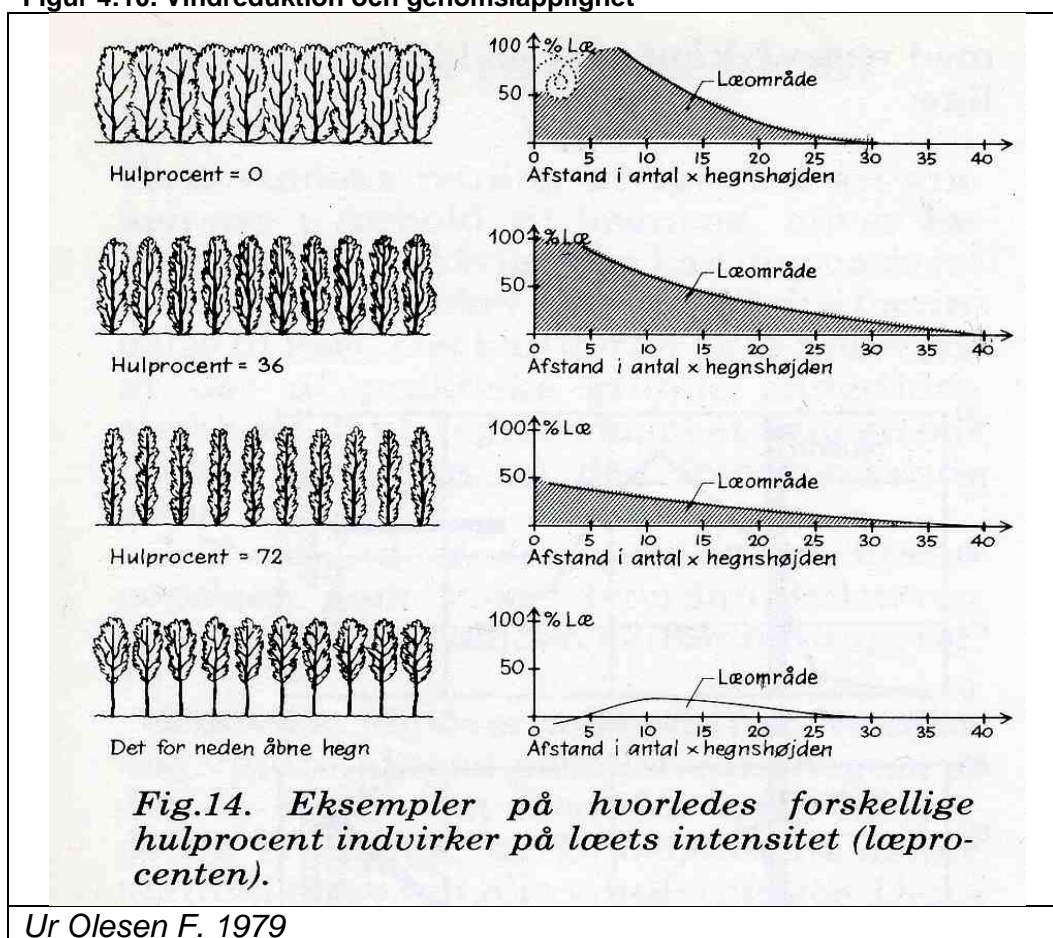 Figur 4.10. Vindreduktion och genomsläpplighet
100 % Læ
50
Læområde
0 5 10 15 20 25 30 35 40
Hulprocent = 0
Afstand i antal x hegnshøjden
100 % Læ
50
Læområde
0 5 10 15 20 25 30 35 40
Hulprocent = 36
Afstand i antal x hegnshøjden
100 % Læ
50
Læområde
0 5 10 15 20 25 30 35 40
Hulprocent = 72
Afstand i antal x hegnshøjden
100 % Læ
50
Læområde
0 5 10 15 20 25 30 35 40
Det for neden åbne hegn
Afstand i antal x hegnshøjden
Fig.14. Eksempler på hvorledes forskellige
hulprocent indvirker på læets intensitet (læpro-
centen).
Ur Olesen F. 1979